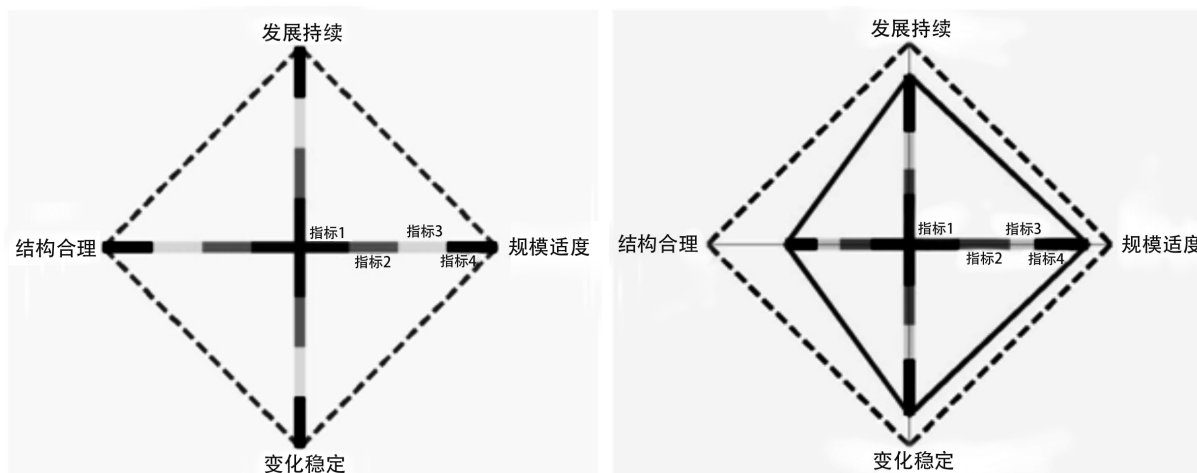 发展持续
结构合理
指标1
指标2
指标3
指标4
规模适度
变化稳定
发展持续
结构合理
指标1
指标2
指标3
指标4
规模适度
变化稳定